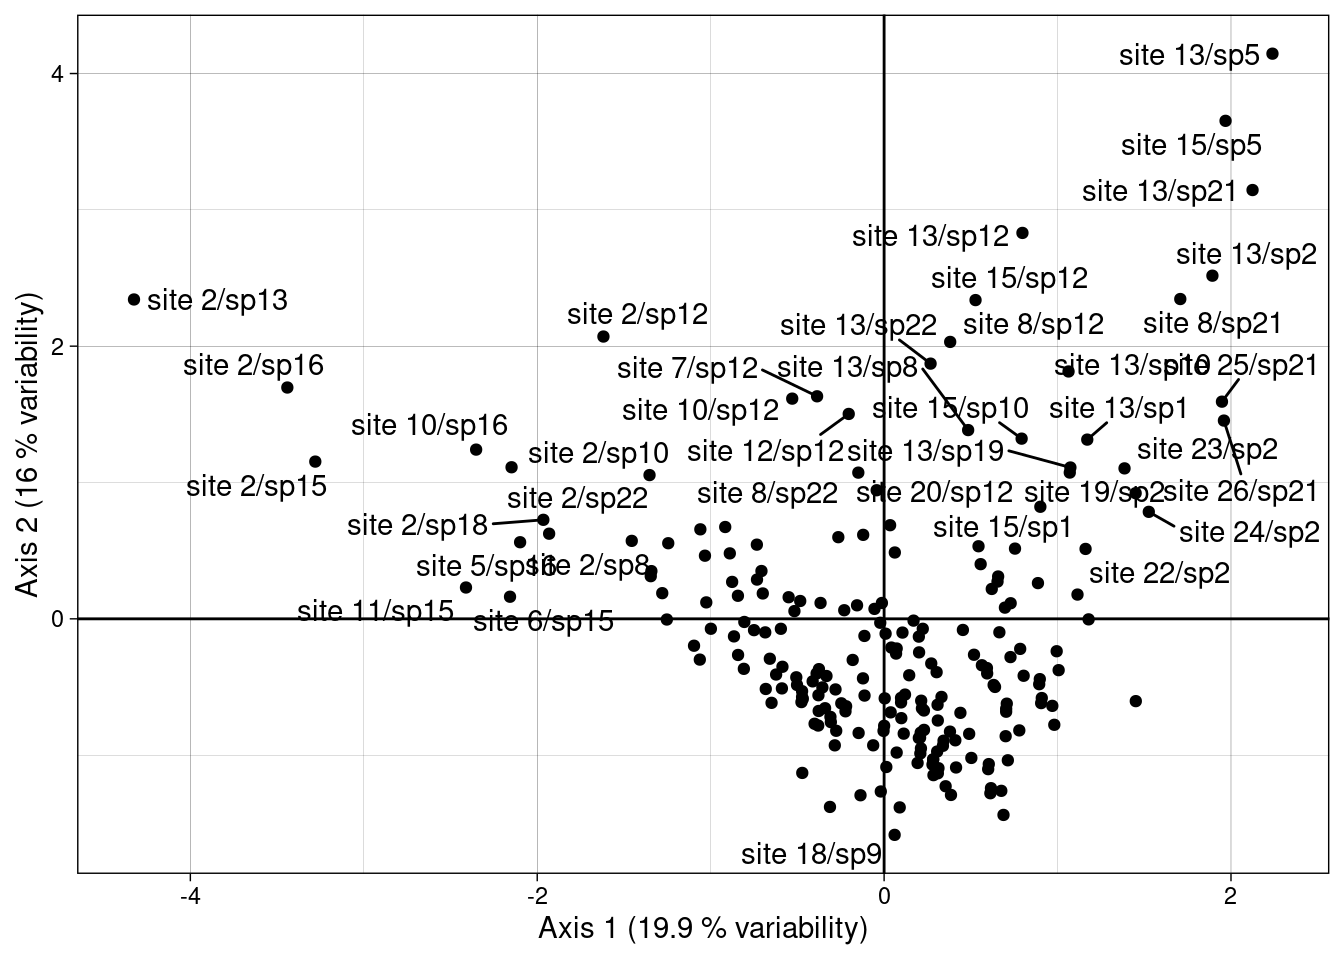 site 13/sp5
4
site 15/sp5
site 13/sp21
site 13/sp12
site 13/sp2
site 15/sp12
site 2/sp13
site 2/sp12
site 13/sp22
site 8/sp12
site 8/sp21
2
site 2/sp16
site 7/sp12
site 13/sp8
site 13/sp10
site 25/sp21
site 10/sp12
site 15/sp10
site 13/sp1
site 10/sp16
site 2/sp10
site 12/sp12
site 13/sp19
site 23/sp2
site 2/sp15
site 2/sp22
site 8/sp22
site 20/sp12
site 19/sp2
site 26/sp21
site 2/sp18
site 15/sp1
site 24/sp2
site 5/sp16
site 2/sp8
site 22/sp2
site 11/sp15
site 6/sp15
0
site 18/sp9
-4
-2
0
2
Axis 1 (19.9 % variability)
Axis 2 (16 % variability)